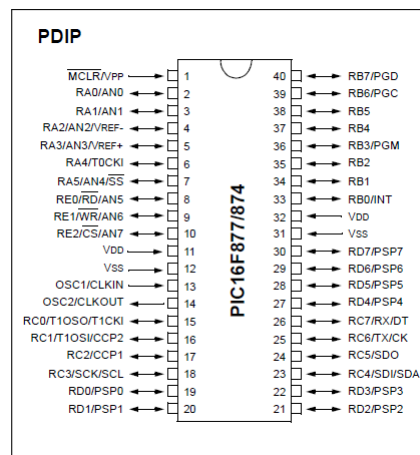 PDIP
MCLR/VPP 1 40 RB7/PGD
RA0/AN0 2 39 RB6/PGC
RA1/AN1 3 38 RB5
RA2/AN2/VREF- 4 37 RB4
RA3/AN3/VREF+ 5 36 RB3/PGM
RA4/T0CKI 6 35 RB2
RA5/AN4/SS 7 34 RB1
RE0/RD/AN5 8 33 RB0/INT
RE1/WR/AN6 9 32 VDD
RE2/CS/AN7 10 31 VSS
VDD 11 30 RD7/PSP7
VSS 12 29 RD6/PSP6
OSC1/CLKIN 13 28 RD5/PSP5
OSC2/CLKOUT 14 27 RD4/PSP4
RC0/T1OSO/T1CKI 15 26 RC7/RX/DT
RC1/T1OSI/CCP2 16 25 RC6/TX/CK
RC2/CCP1 17 24 RC5/SDO
RC3/SCK/SCL 18 23 RC4/SDI/SDA
RD0/PSP0 19 22 RD3/PSP3
RD1/PSP1 20 21 RD2/PSP2
PIC16F877/874